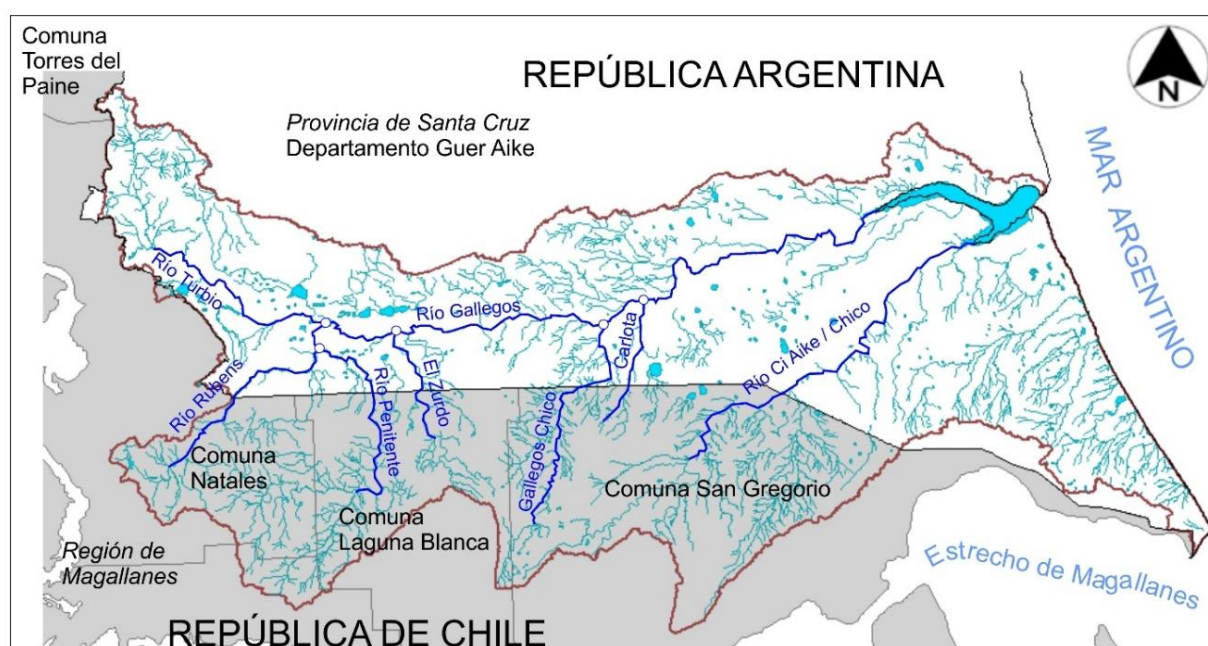 Comuna
Torres del
Paine
REPÚBLICA ARGENTINA
N
Provincia de Santa Cruz
Departamento Guer Aike
MAR ARGENTINO
Río Turbio
Río Gallegos
Carlota
Río Ci Aike / Chico
Río Rubens
Río Penitente
El Zurdo
Gallegos Chico
Comuna
Natales
Comuna San Gregorio
Comuna
Laguna Blanca
Región de
Magallanes
Estrecho de Magallanes
REPÚBLICA DE CHILE